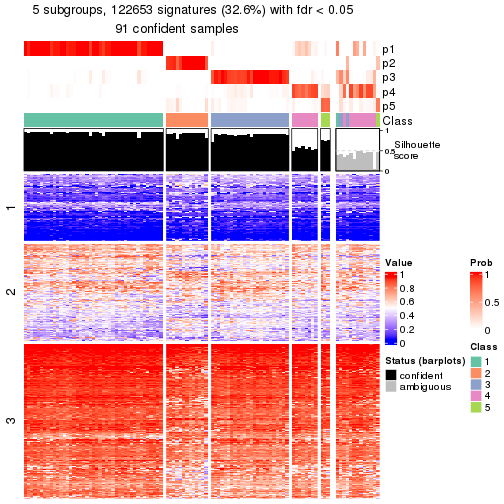 5 subgroups, 122653 signatures (32.6%) with fdr < 0.05
91 confident samples
p1
p2
p3
p4
p5
Class
1
0.5
0
Silhouette
score
1
2
3
Value
1
0.8
0.6
0.4
0.2
0
Status (barplots)
confident
ambiguous
Prob
1
0.5
0
Class
1
2
3
4
5